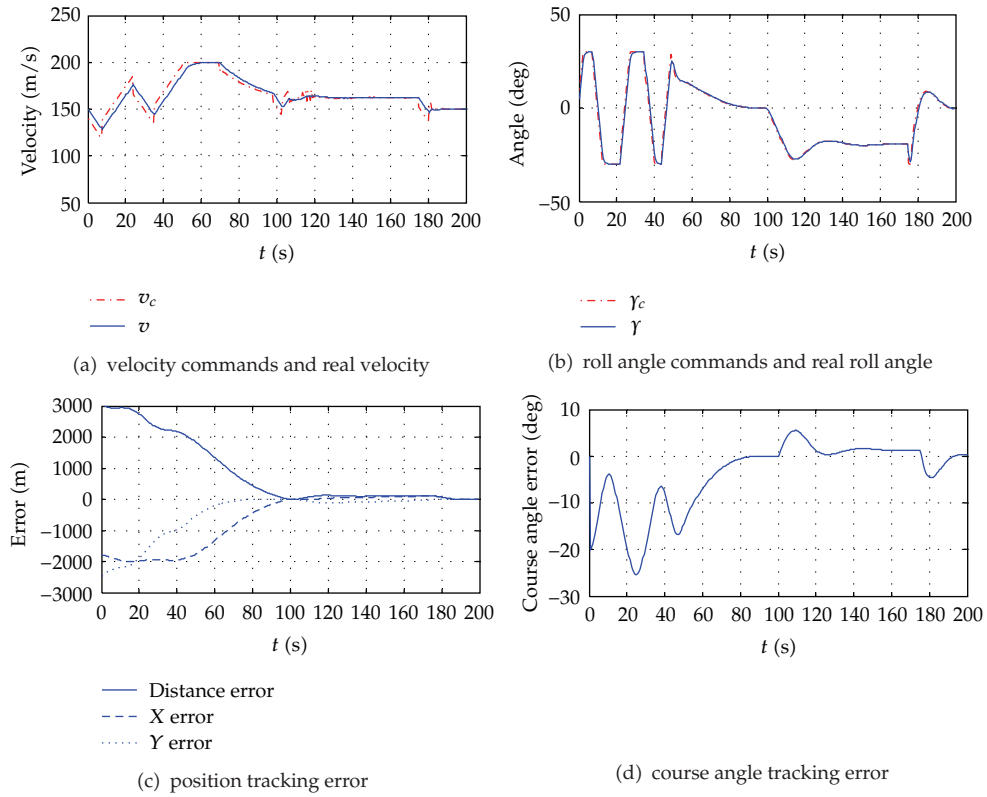 250
200
150
100
50
0 20 40 60 80 100 120 140 160 180 200
Velocity (m/s)
t (s)
v_c
v
(a) velocity commands and real velocity
50
0
−50
0 20 40 60 80 100 120 140 160 180 200
Angle (deg)
t (s)
γ_c
γ
(b) roll angle commands and real roll angle
3000
2000
1000
0
−1000
−2000
−3000
0 20 40 60 80 100 120 140 160 180 200
Error (m)
t (s)
Distance error
X error
Y error
(c) position tracking error
10
0
−10
−20
−30
0 20 40 60 80 100 120 140 160 180 200
Course angle error (deg)
t (s)
(d) course angle tracking error